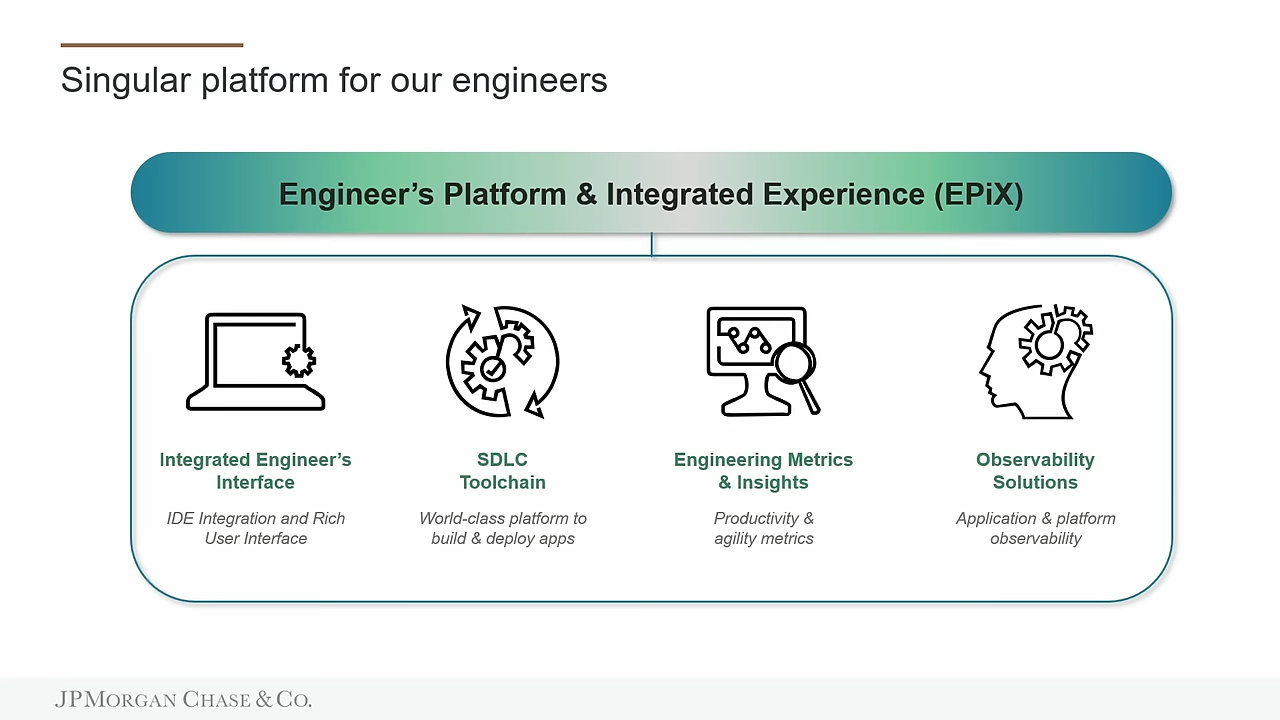 Singular platform for our engineers
Engineer’s Platform & Integrated Experience (EPiX)
Integrated Engineer’s
Interface
IDE Integration and Rich
User Interface
SDLC
Toolchain
World-class platform to
build & deploy apps
Engineering Metrics
& Insights
Productivity &
agility metrics
Observability
Solutions
Application & platform
observability
JPMORGAN CHASE & CO.